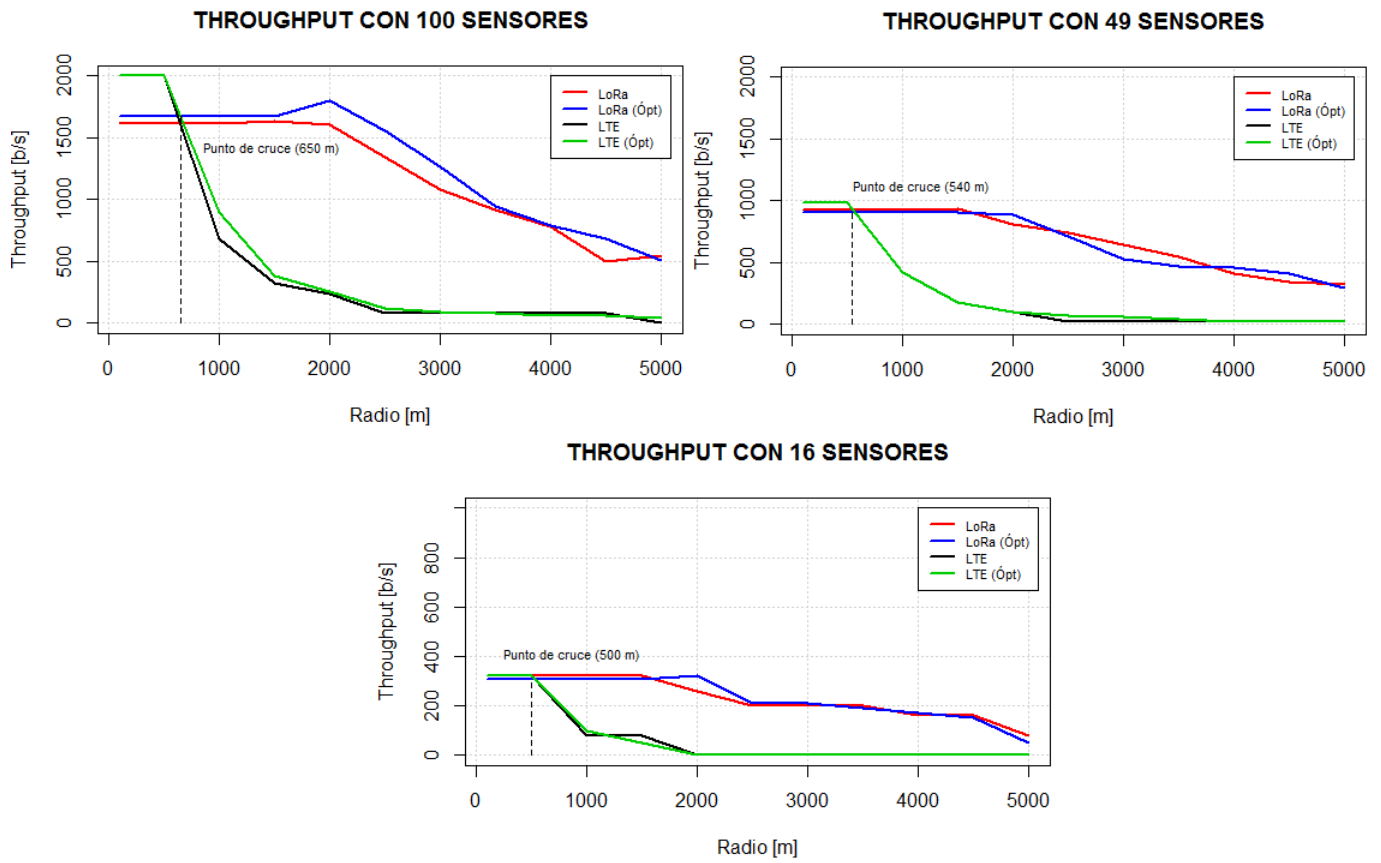 THROUGHPUT CON 100 SENSORES
Throughput [b/s]
2000
1500
1000
500
0
LoRa
LoRa (Ópt)
LTE
LTE (Ópt)
Punto de cruce (650 m)
0 1000 2000 3000 4000 5000
Radio [m]
THROUGHPUT CON 49 SENSORES
Throughput [b/s]
2000
1500
1000
500
0
LoRa
LoRa (Ópt)
LTE
LTE (Ópt)
Punto de cruce (540 m)
0 1000 2000 3000 4000 5000
Radio [m]
THROUGHPUT CON 16 SENSORES
Throughput [b/s]
800
600
400
200
0
LoRa
LoRa (Ópt)
LTE
LTE (Ópt)
Punto de cruce (500 m)
0 1000 2000 3000 4000 5000
Radio [m]